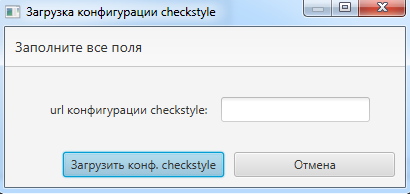 Загрузка конфигурации checkstyle
Заполните все поля
url конфигурации checkstyle:
Загрузить конф. checkstyle
Отмена